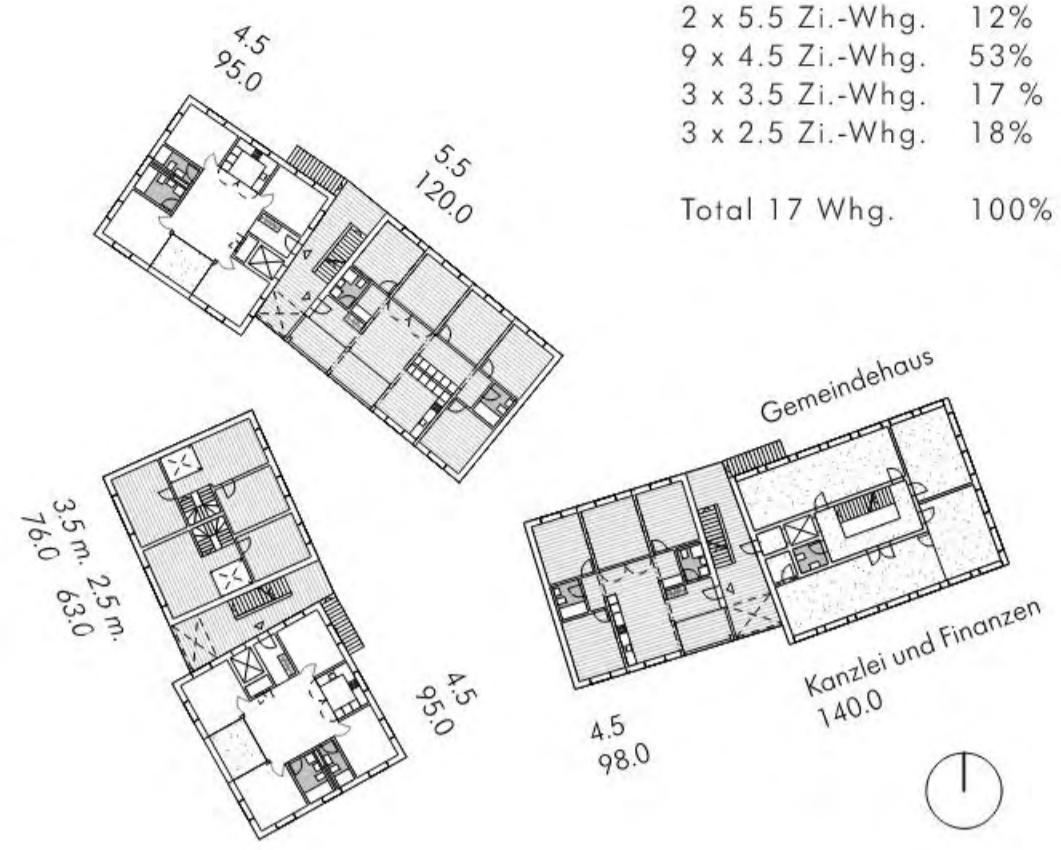 2 x 5.5 Zi.-Whg. 12%
9 x 4.5 Zi.-Whg. 53%
3 x 3.5 Zi.-Whg. 17 %
3 x 2.5 Zi.-Whg. 18%
Total 17 Whg. 100%
4.5
95.0
5.5
120.0
Gemeindehaus
3.5 m. 2.5 m.
76.0 63.0
4.5
95.0
4.5
98.0
Kanzlei und Finanzen
140.0